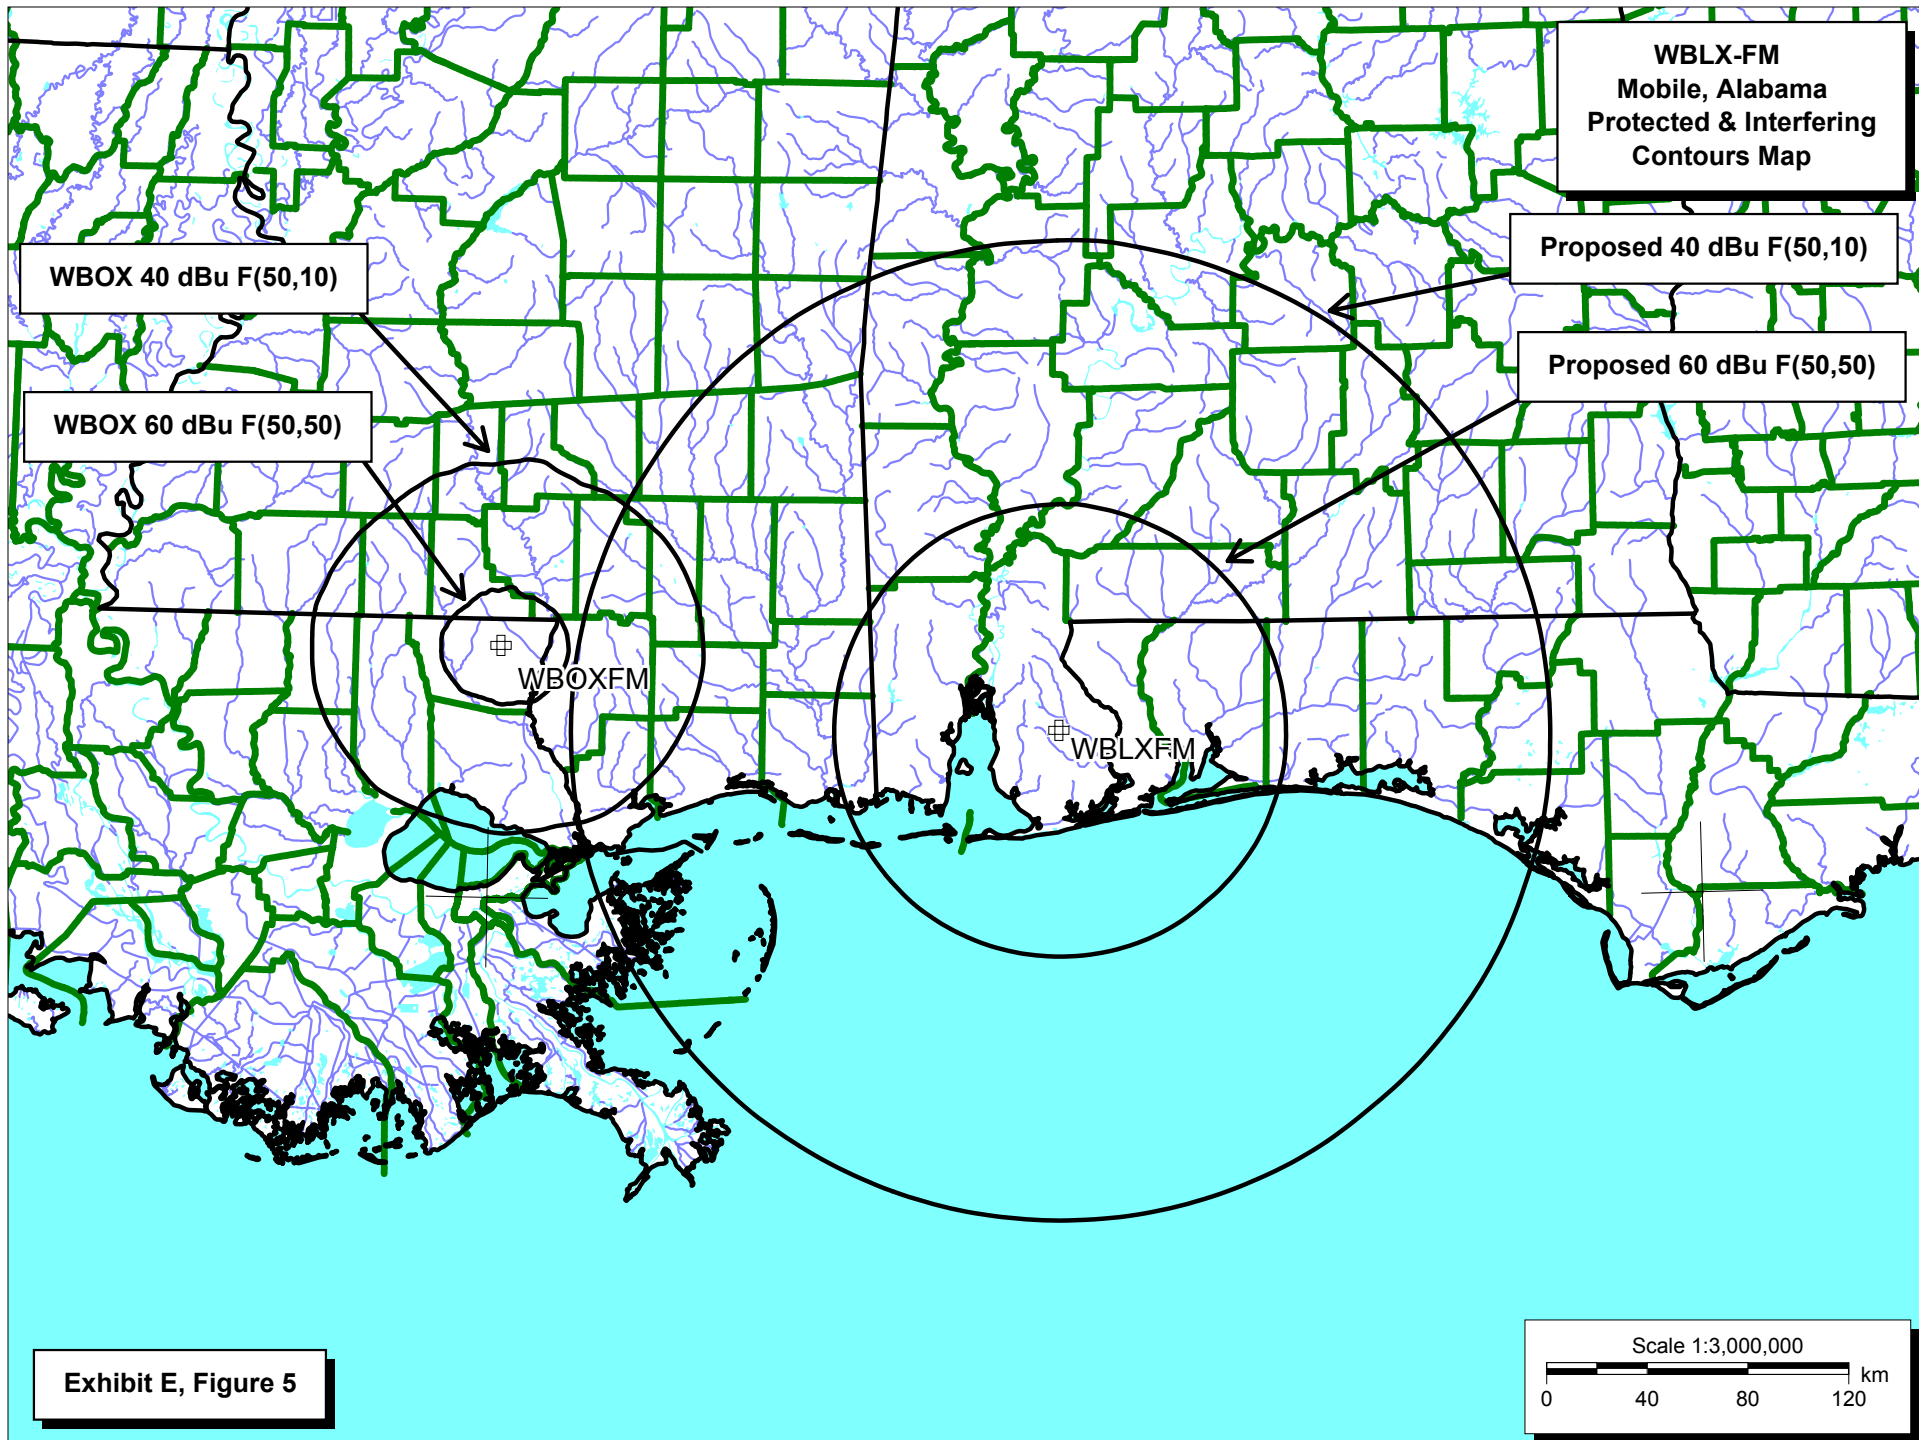 WBLX-FM
Mobile, Alabama
Protected & Interfering
Contours Map
WBOX 40 dBu F(50,10)
Proposed 40 dBu F(50,10)
Proposed 60 dBu F(50,50)
WBOX 60 dBu F(50,50)
WBOXFM
WBLXFM
Exhibit E, Figure 5
Scale 1:3,000,000
km
0 40 80 120